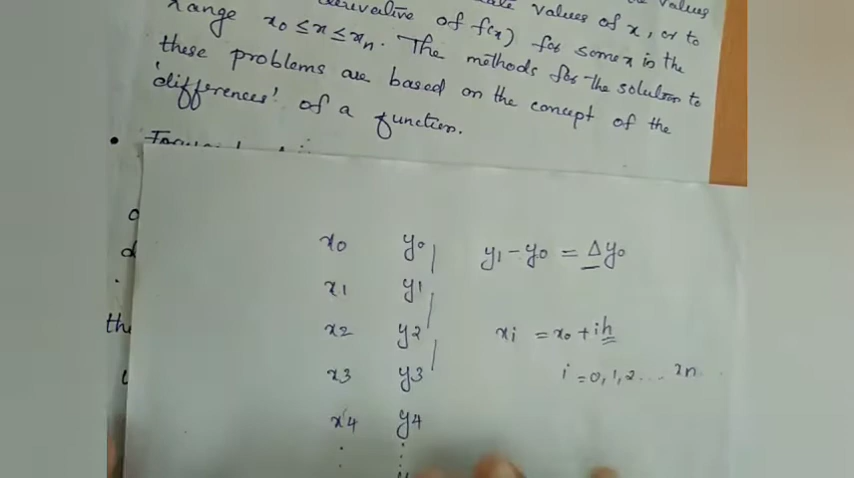 values of x, or to
range x0 ≤ x ≤ xn. The methods for the solution to
derivative of f(x) for some x in the
these problems are based on the concept of the
'differences' of a function.
x0 y0 y1 - y0 = Δy0
x1 y1
x2 y2 xi = x0 + ih
x3 y3 i = 0, 1, 2 ... n
x4 y4